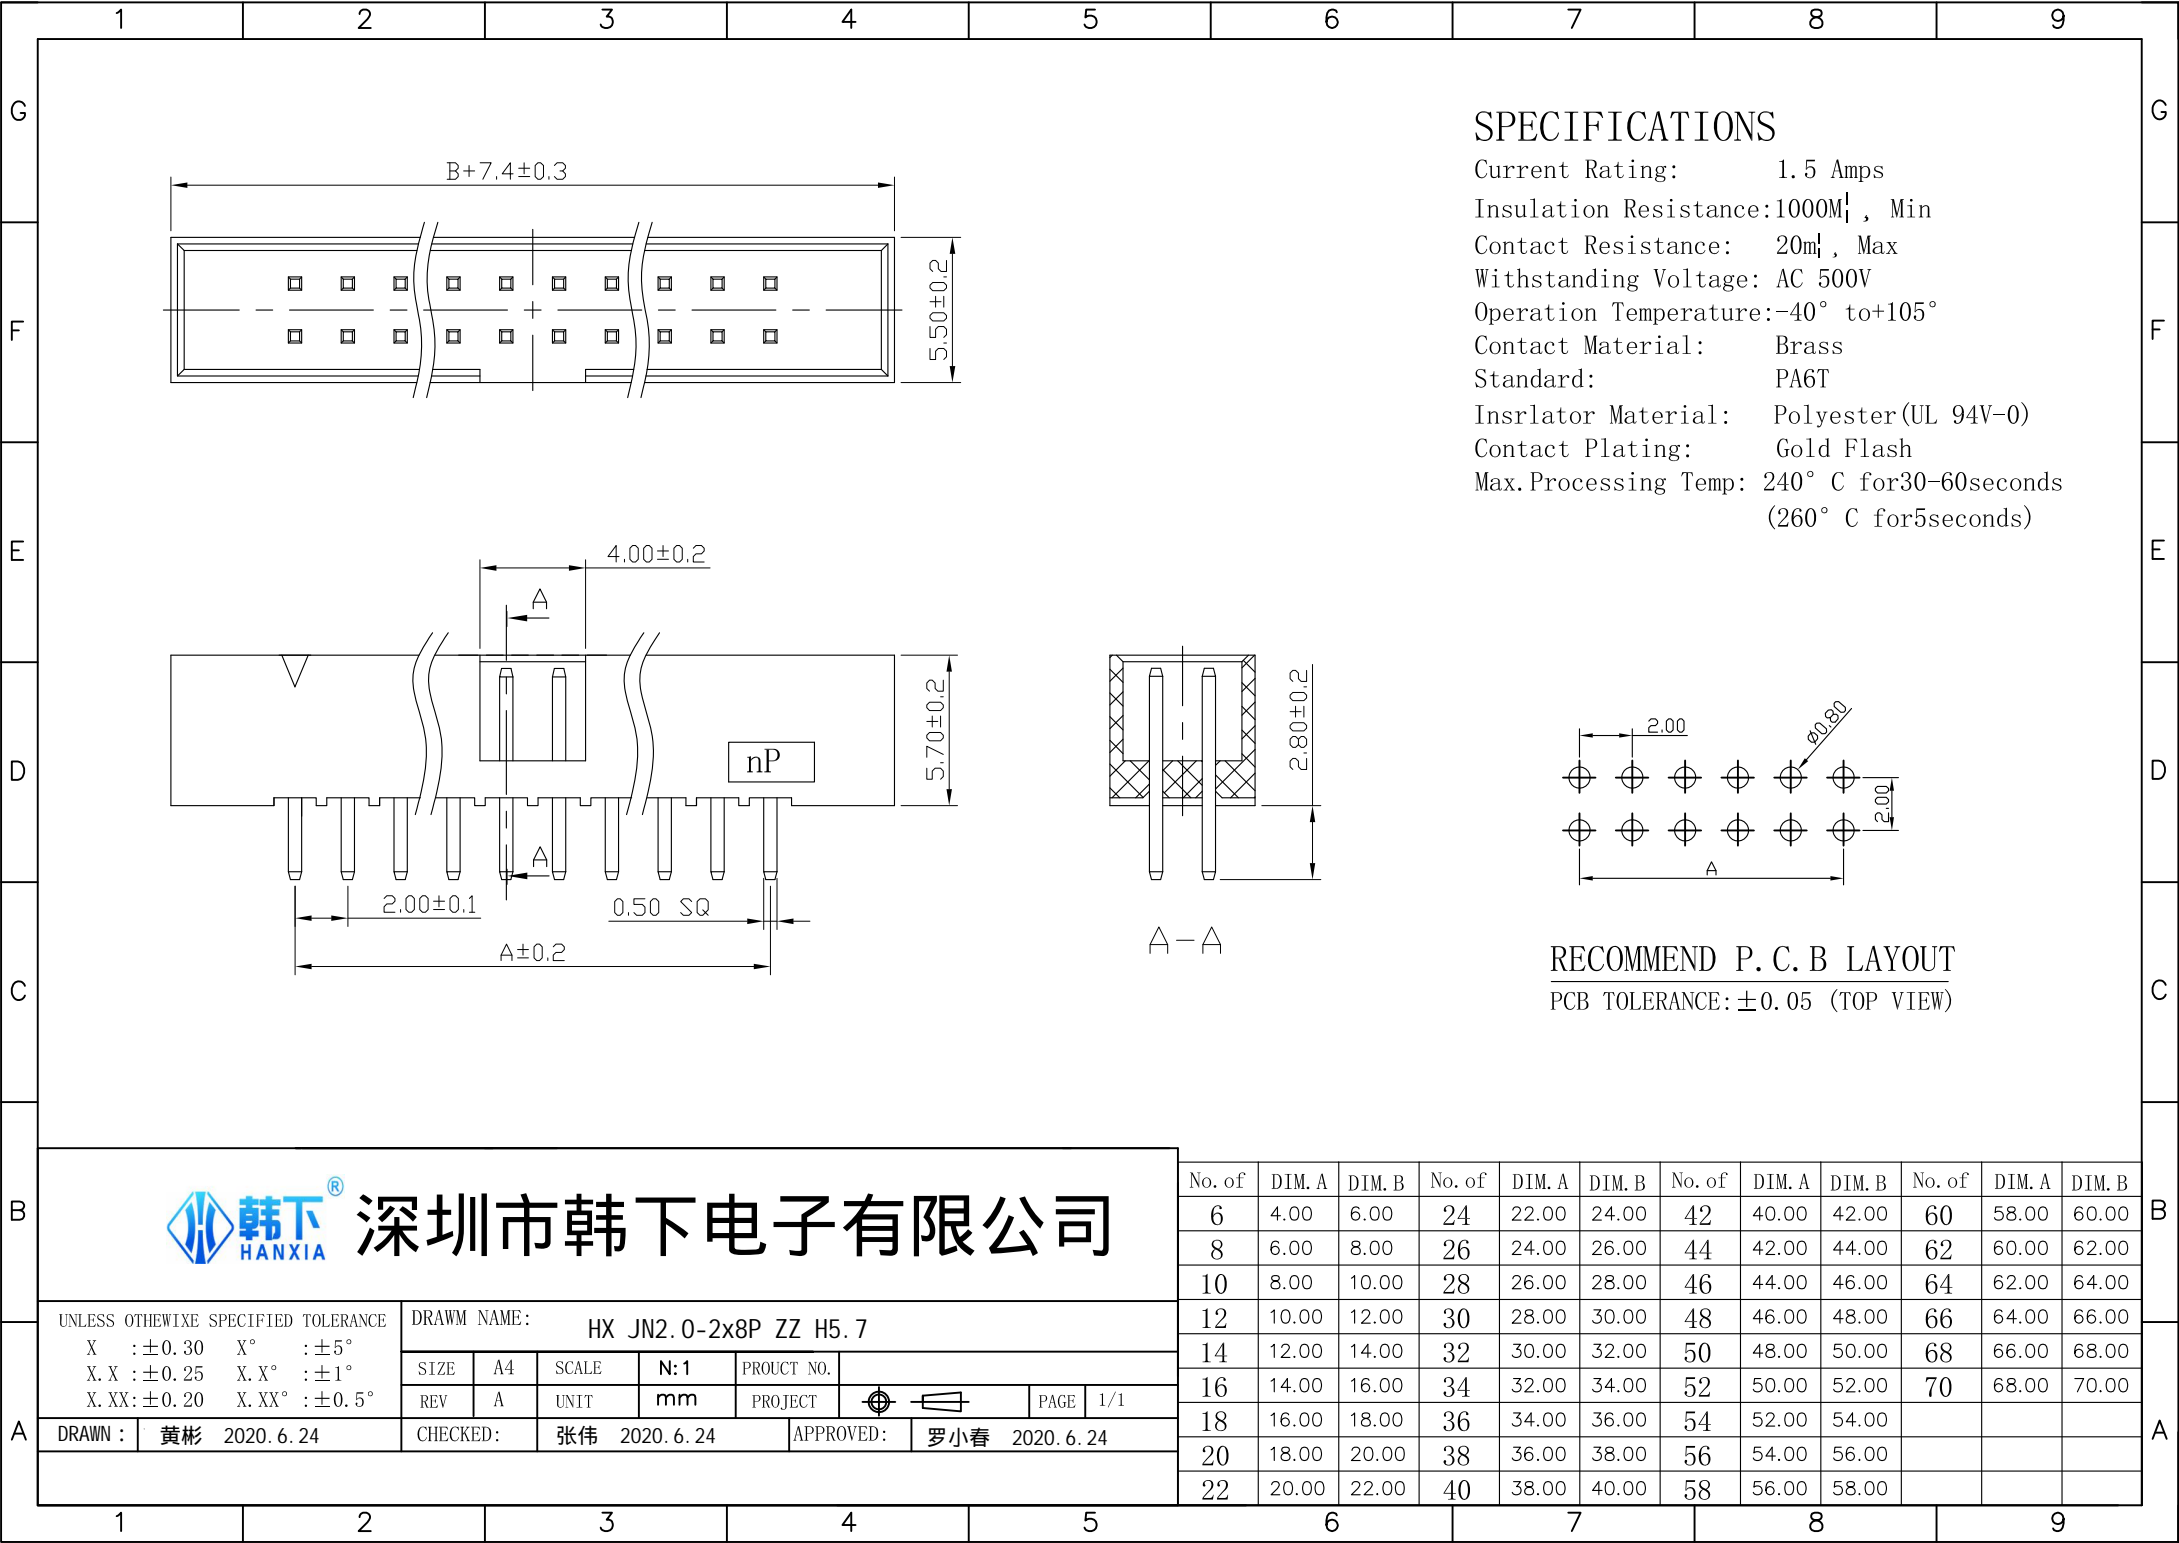 1 2 3 4 5 6 7 8 9
G G
F F
E E
D D
C C
B B
A A
B+7.4±0.3
5.50±0.2
SPECIFICATIONS
Current Rating: 1.5 Amps
Insulation Resistance:1000M¦ , Min
Contact Resistance: 20m¦ , Max
Withstanding Voltage: AC 500V
Operation Temperature:-40° to+105°
Contact Material: Brass
Standard: PA6T
Insrlator Material: Polyester(UL 94V-0)
Contact Plating: Gold Flash
Max.Processing Temp: 240° C for30-60seconds
(260° C for5seconds)
4.00±0.2
A
nP
5.70±0.2
A
2.00±0.1
0.50 SQ
A±0.2
2.80±0.2
A-A
2.00
ø0.80
2.00
A
RECOMMEND P.C.B LAYOUT
PCB TOLERANCE:±0.05 (TOP VIEW)
韩下®
HANXIA
深圳市韩下电子有限公司
UNLESS OTHEWIXE SPECIFIED TOLERANCE
X :±0.30 X° :±5°
X.X :±0.25 X.X° :±1°
X.XX:±0.20 X.XX° :±0.5°
DRAWM NAME: HX JN2.0-2x8P ZZ H5.7
SIZE A4 SCALE N:1 PROUCT NO.
REV A UNIT mm PROJECT PAGE 1/1
DRAWN : 黄彬 2020.6.24 CHECKED: 张伟 2020.6.24 APPROVED: 罗小春 2020.6.24
No.of DIM.A DIM.B No.of DIM.A DIM.B No.of DIM.A DIM.B No.of DIM.A DIM.B
6 4.00 6.00 24 22.00 24.00 42 40.00 42.00 60 58.00 60.00
8 6.00 8.00 26 24.00 26.00 44 42.00 44.00 62 60.00 62.00
10 8.00 10.00 28 26.00 28.00 46 44.00 46.00 64 62.00 64.00
12 10.00 12.00 30 28.00 30.00 48 46.00 48.00 66 64.00 66.00
14 12.00 14.00 32 30.00 32.00 50 48.00 50.00 68 66.00 68.00
16 14.00 16.00 34 32.00 34.00 52 50.00 52.00 70 68.00 70.00
18 16.00 18.00 36 34.00 36.00 54 52.00 54.00
20 18.00 20.00 38 36.00 38.00 56 54.00 56.00
22 20.00 22.00 40 38.00 40.00 58 56.00 58.00
1 2 3 4 5 6 7 8 9